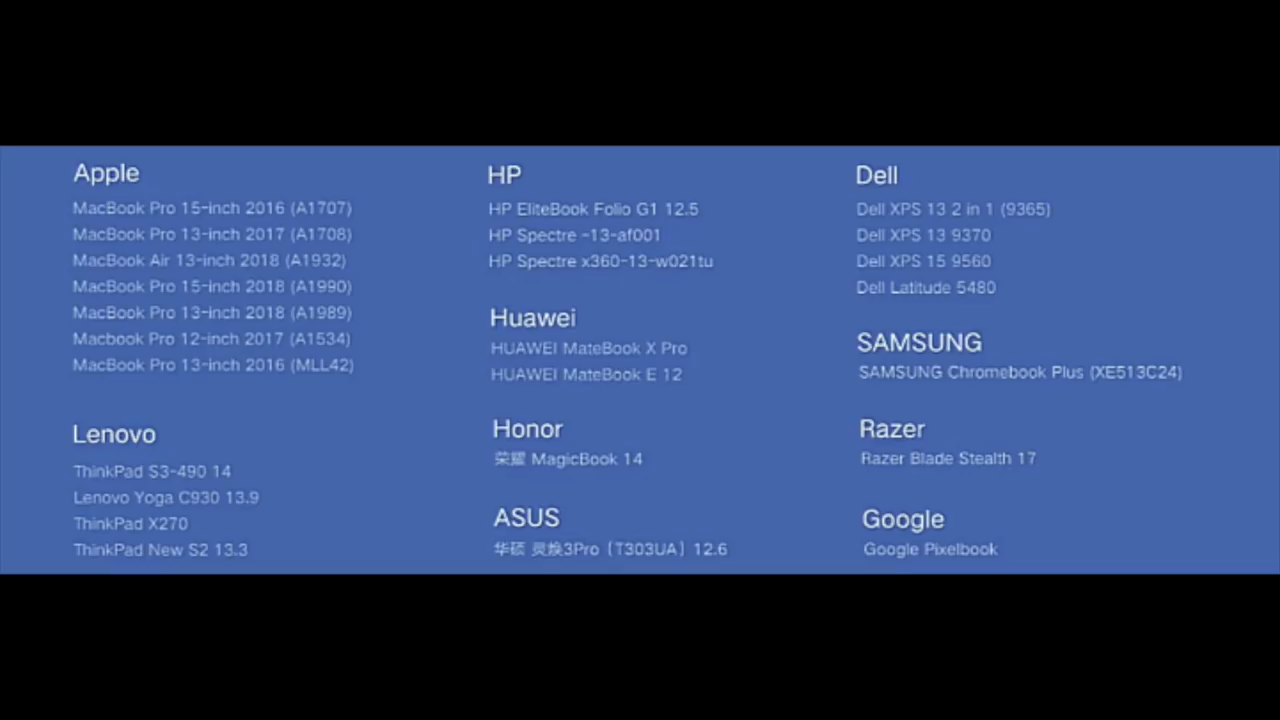 Apple
MacBook Pro 15-inch 2016 (A1707)
MacBook Pro 13-inch 2017 (A1708)
MacBook Air 13-inch 2018 (A1932)
MacBook Pro 15-inch 2018 (A1990)
MacBook Pro 13-inch 2018 (A1989)
Macbook Pro 12-inch 2017 (A1534)
MacBook Pro 13-inch 2016 (MLL42)
Lenovo
ThinkPad S3-490 14
Lenovo Yoga C930 13.9
ThinkPad X270
ThinkPad New S2 13.3
HP
HP EliteBook Folio G1 12.5
HP Spectre -13-af001
HP Spectre x360-13-w021tu
Huawei
HUAWEI MateBook X Pro
HUAWEI MateBook E 12
Honor
荣耀 MagicBook 14
ASUS
华硕 灵焕3Pro（T303UA）12.6
Dell
Dell XPS 13 2 in 1 (9365)
Dell XPS 13 9370
Dell XPS 15 9560
Dell Latitude 5480
SAMSUNG
SAMSUNG Chromebook Plus (XE513C24)
Razer
Razer Blade Stealth 17
Google
Google Pixelbook